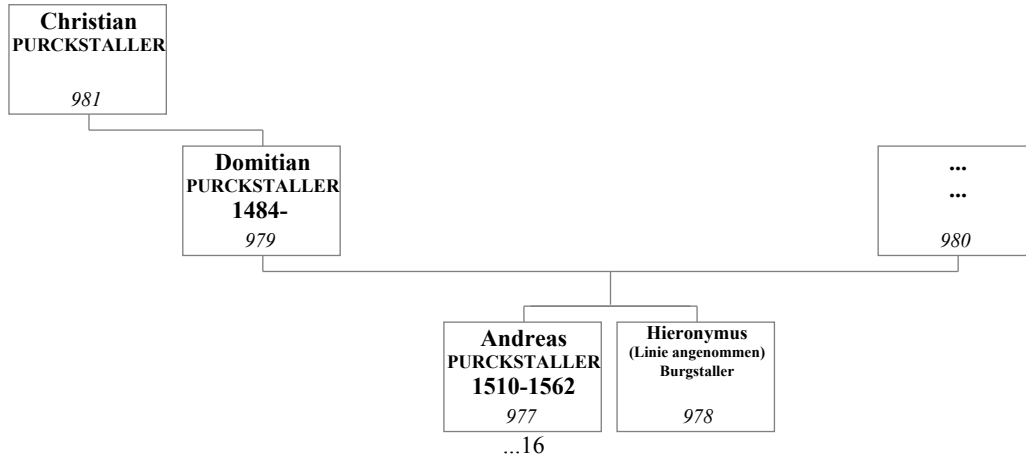 Christian
PURCKSTALLER
981
Domitian
PURCKSTALLER
1484-
979
...
...
980
Andreas
PURCKSTALLER
1510-1562
977
...16
Hieronymus
(Linie angenommen)
Burgstaller
978